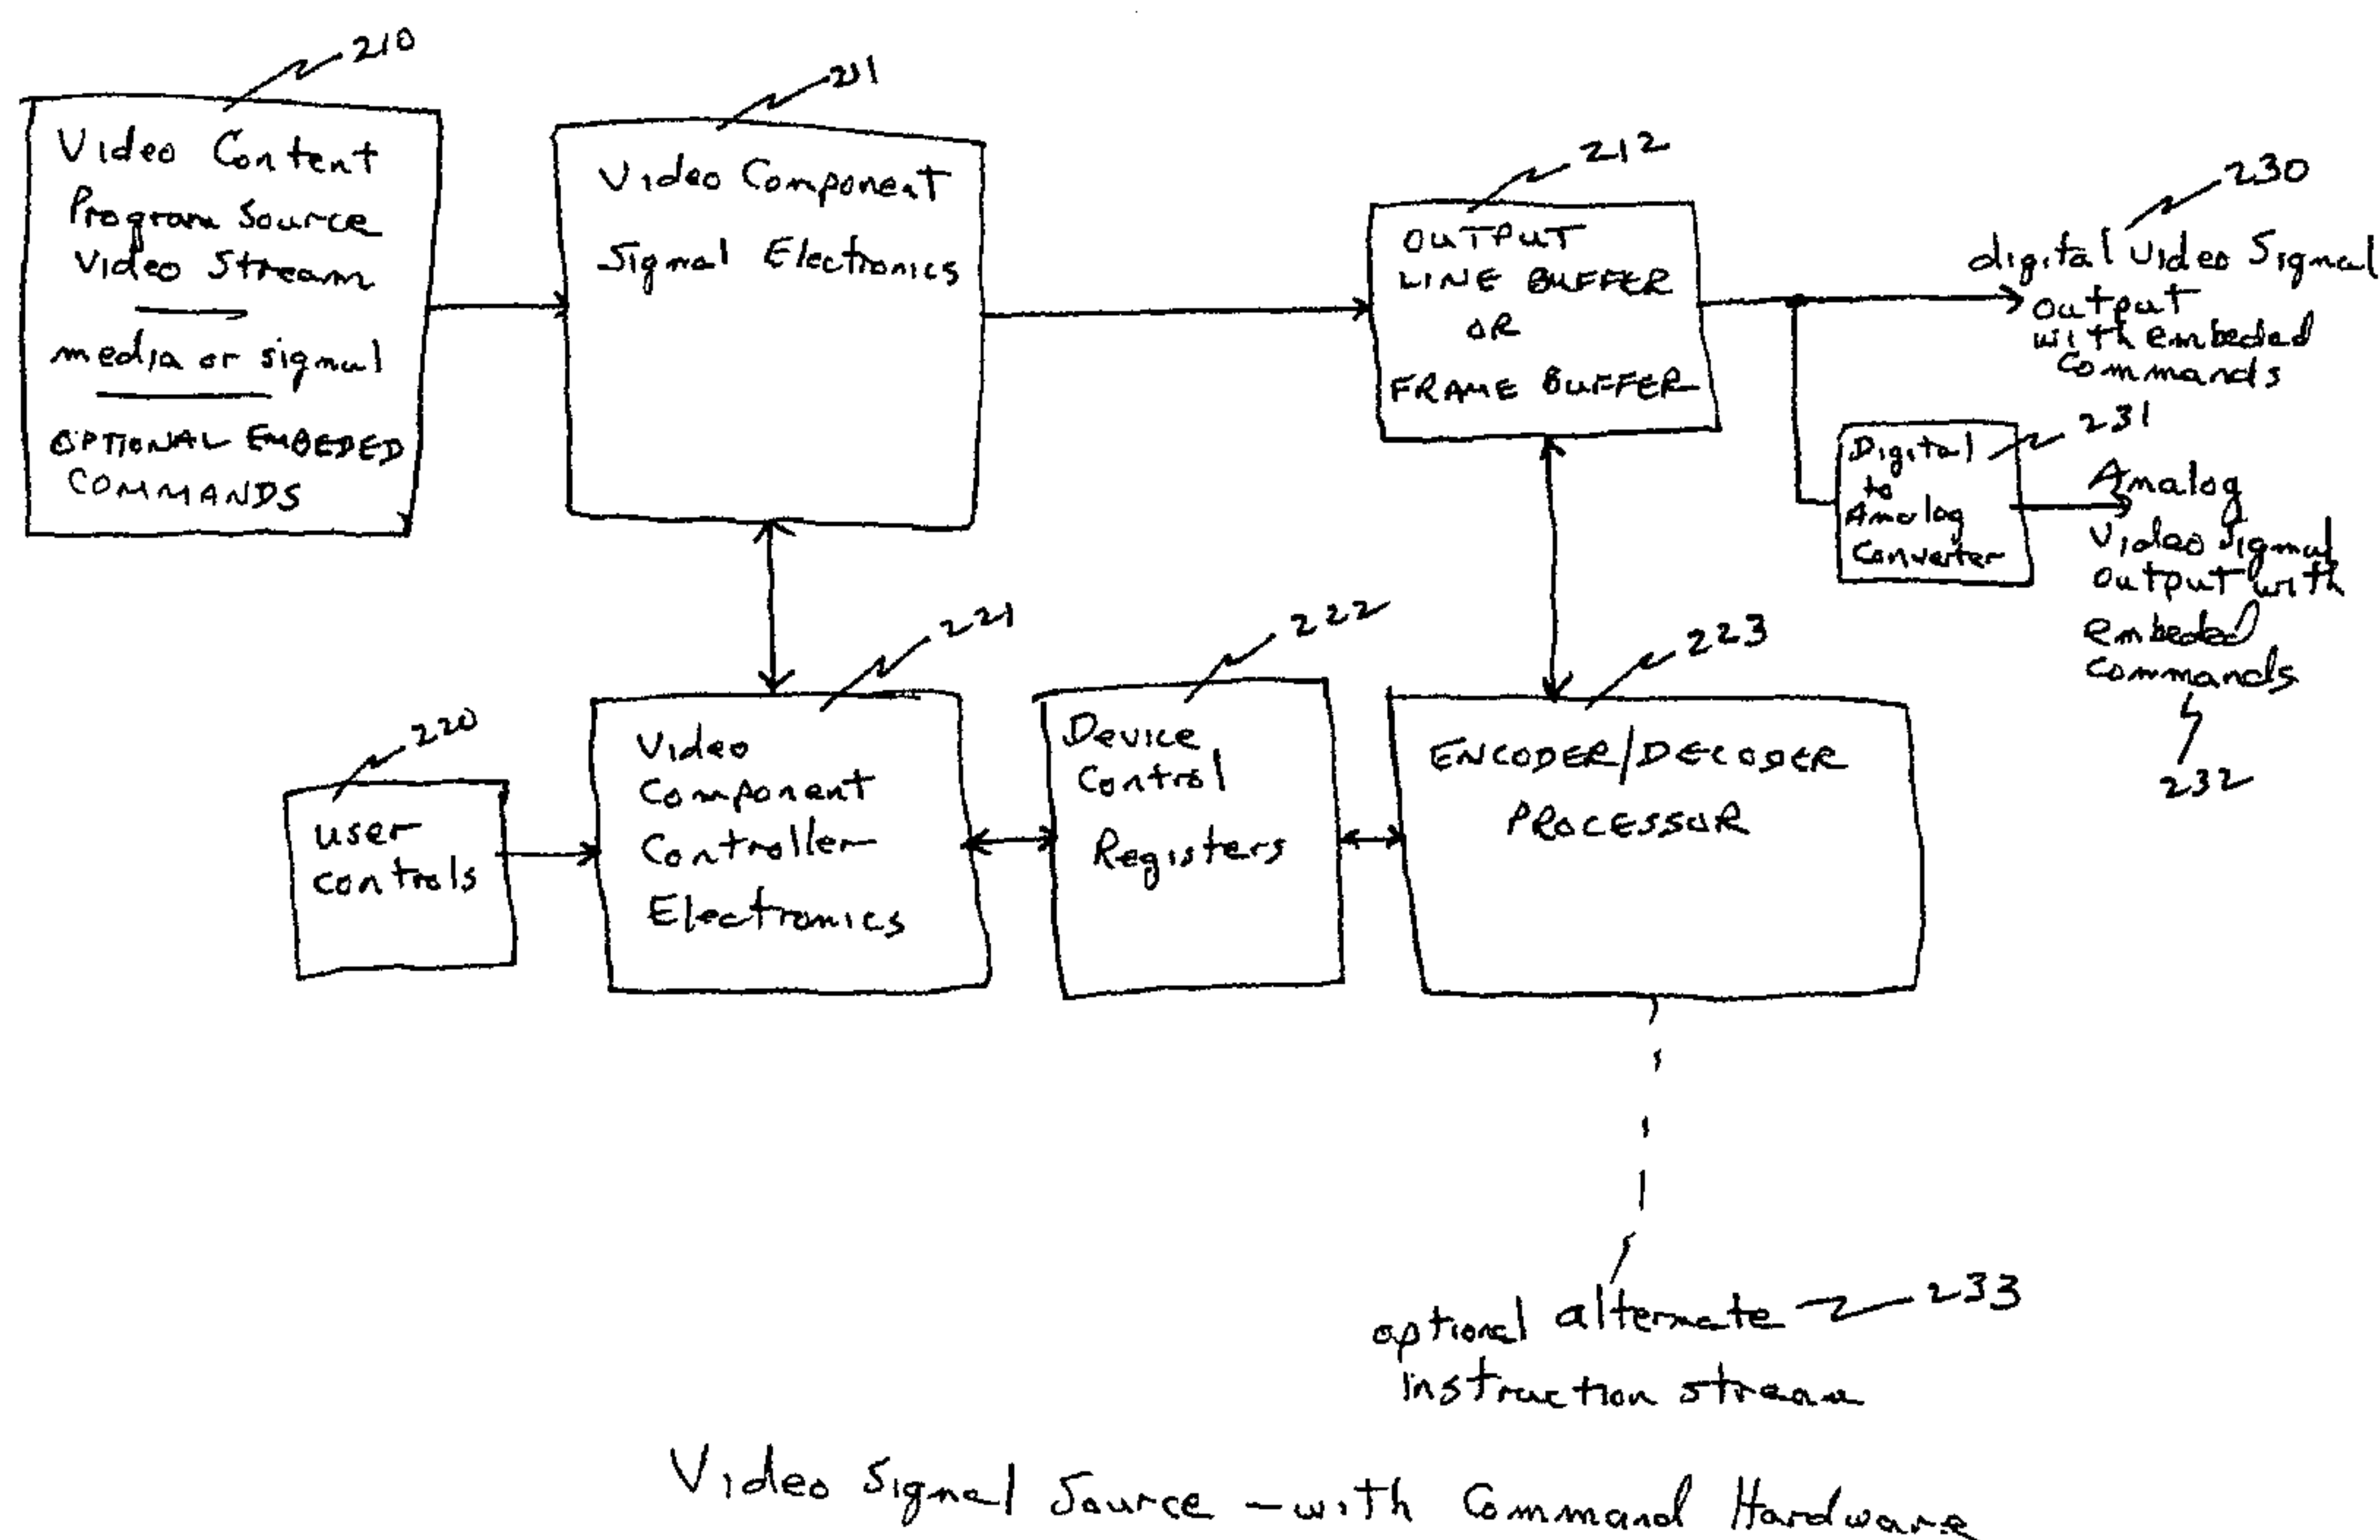 210
Video Content
Program Source
Video Stream
media or signal
OPTIONAL EMBEDED
COMMANDS
211
Video Component
Signal Electronics
212
OUTPUT
LINE BUFFER
OR
FRAME BUFFER
230
digital Video Signal
output
with embeded
commands
231
Digital
to
Analog
Converter
Analog
Video Signal
output with
embeded
commands
232
220
user
controls
221
Video
Component
Controller
Electronics
222
Device
Control
Registers
223
ENCODER/DECODER
PROCESSOR
optional alternate 233
instruction stream
Video Signal Source - with Command Hardware